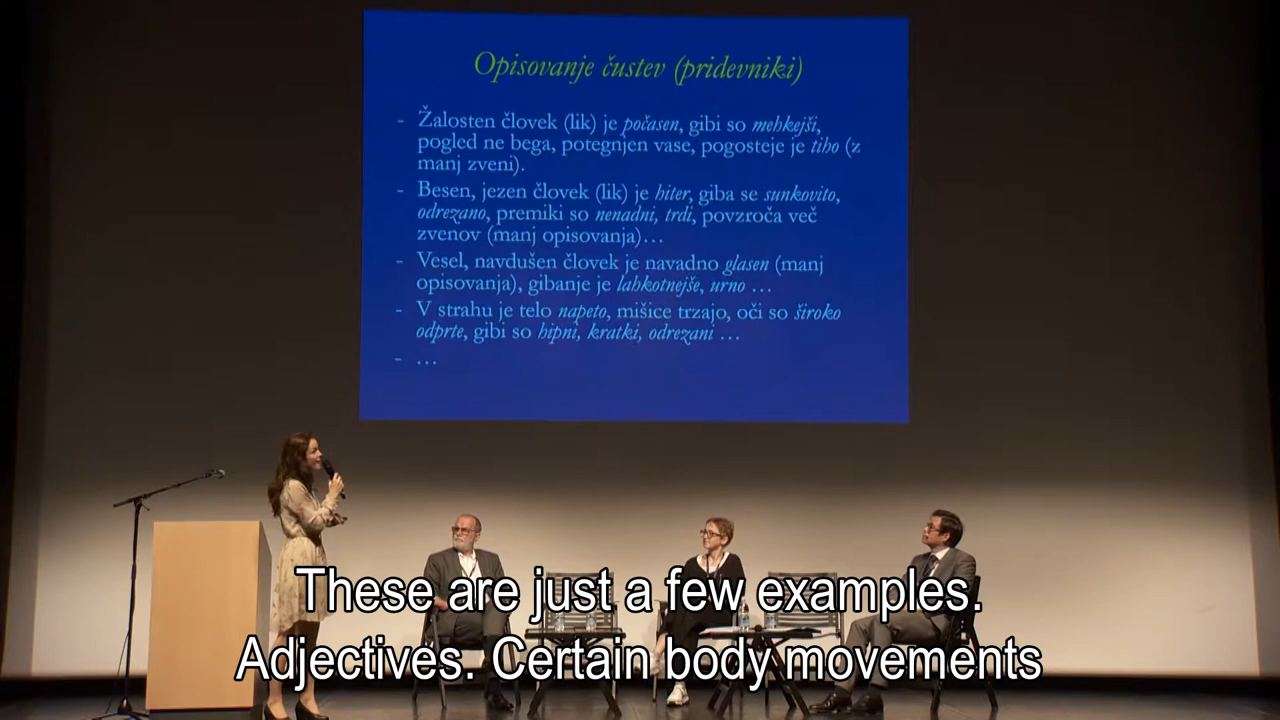 Opisovanje čustev (pridevniki)
- Žalosten človek (lik) je počasen, gibi so mehkejši,
pogled ne bega, potegnjen vase, pogosteje je tiho (z
manj zveni).
- Besen, jezen človek (lik) je hiter, giba se sunkovito,
odrezano, premiki so nenadni, trdi, povzroča več
zvenov (manj opisovanja)…
- Vesel, navdušen človek je navadno glasen (manj
opisovanja), gibanje je lahkotnejše, urno …
- V strahu je telo napeto, mišice trzajo, oči so široko
odprte, gibi so hipni, kratki, odrezani …
- …
These are just a few examples.
Adjectives. Certain body movements